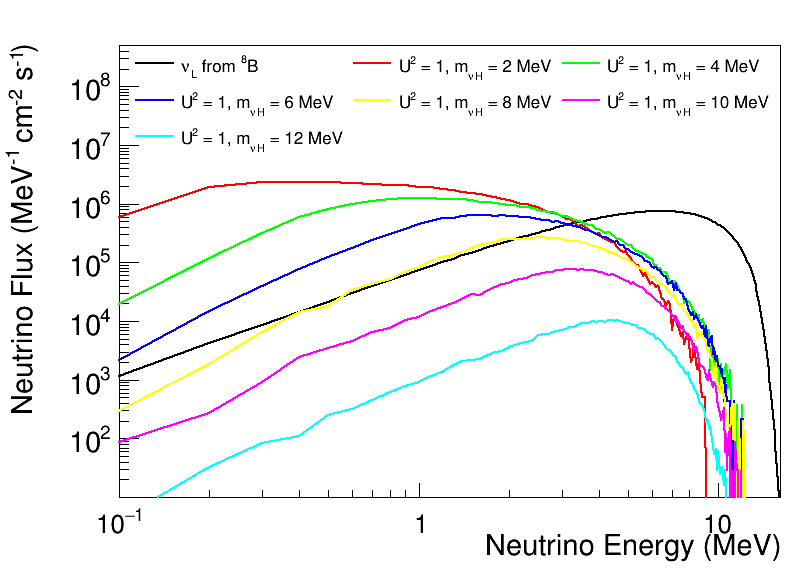 Neutrino Flux (MeV⁻¹ cm⁻² s⁻¹)
ν_L from ⁸B
U² = 1, m_νH = 2 MeV
U² = 1, m_νH = 4 MeV
U² = 1, m_νH = 6 MeV
U² = 1, m_νH = 8 MeV
U² = 1, m_νH = 10 MeV
U² = 1, m_νH = 12 MeV
10⁸
10⁷
10⁶
10⁵
10⁴
10³
10²
10⁻¹ 1 10
Neutrino Energy (MeV)